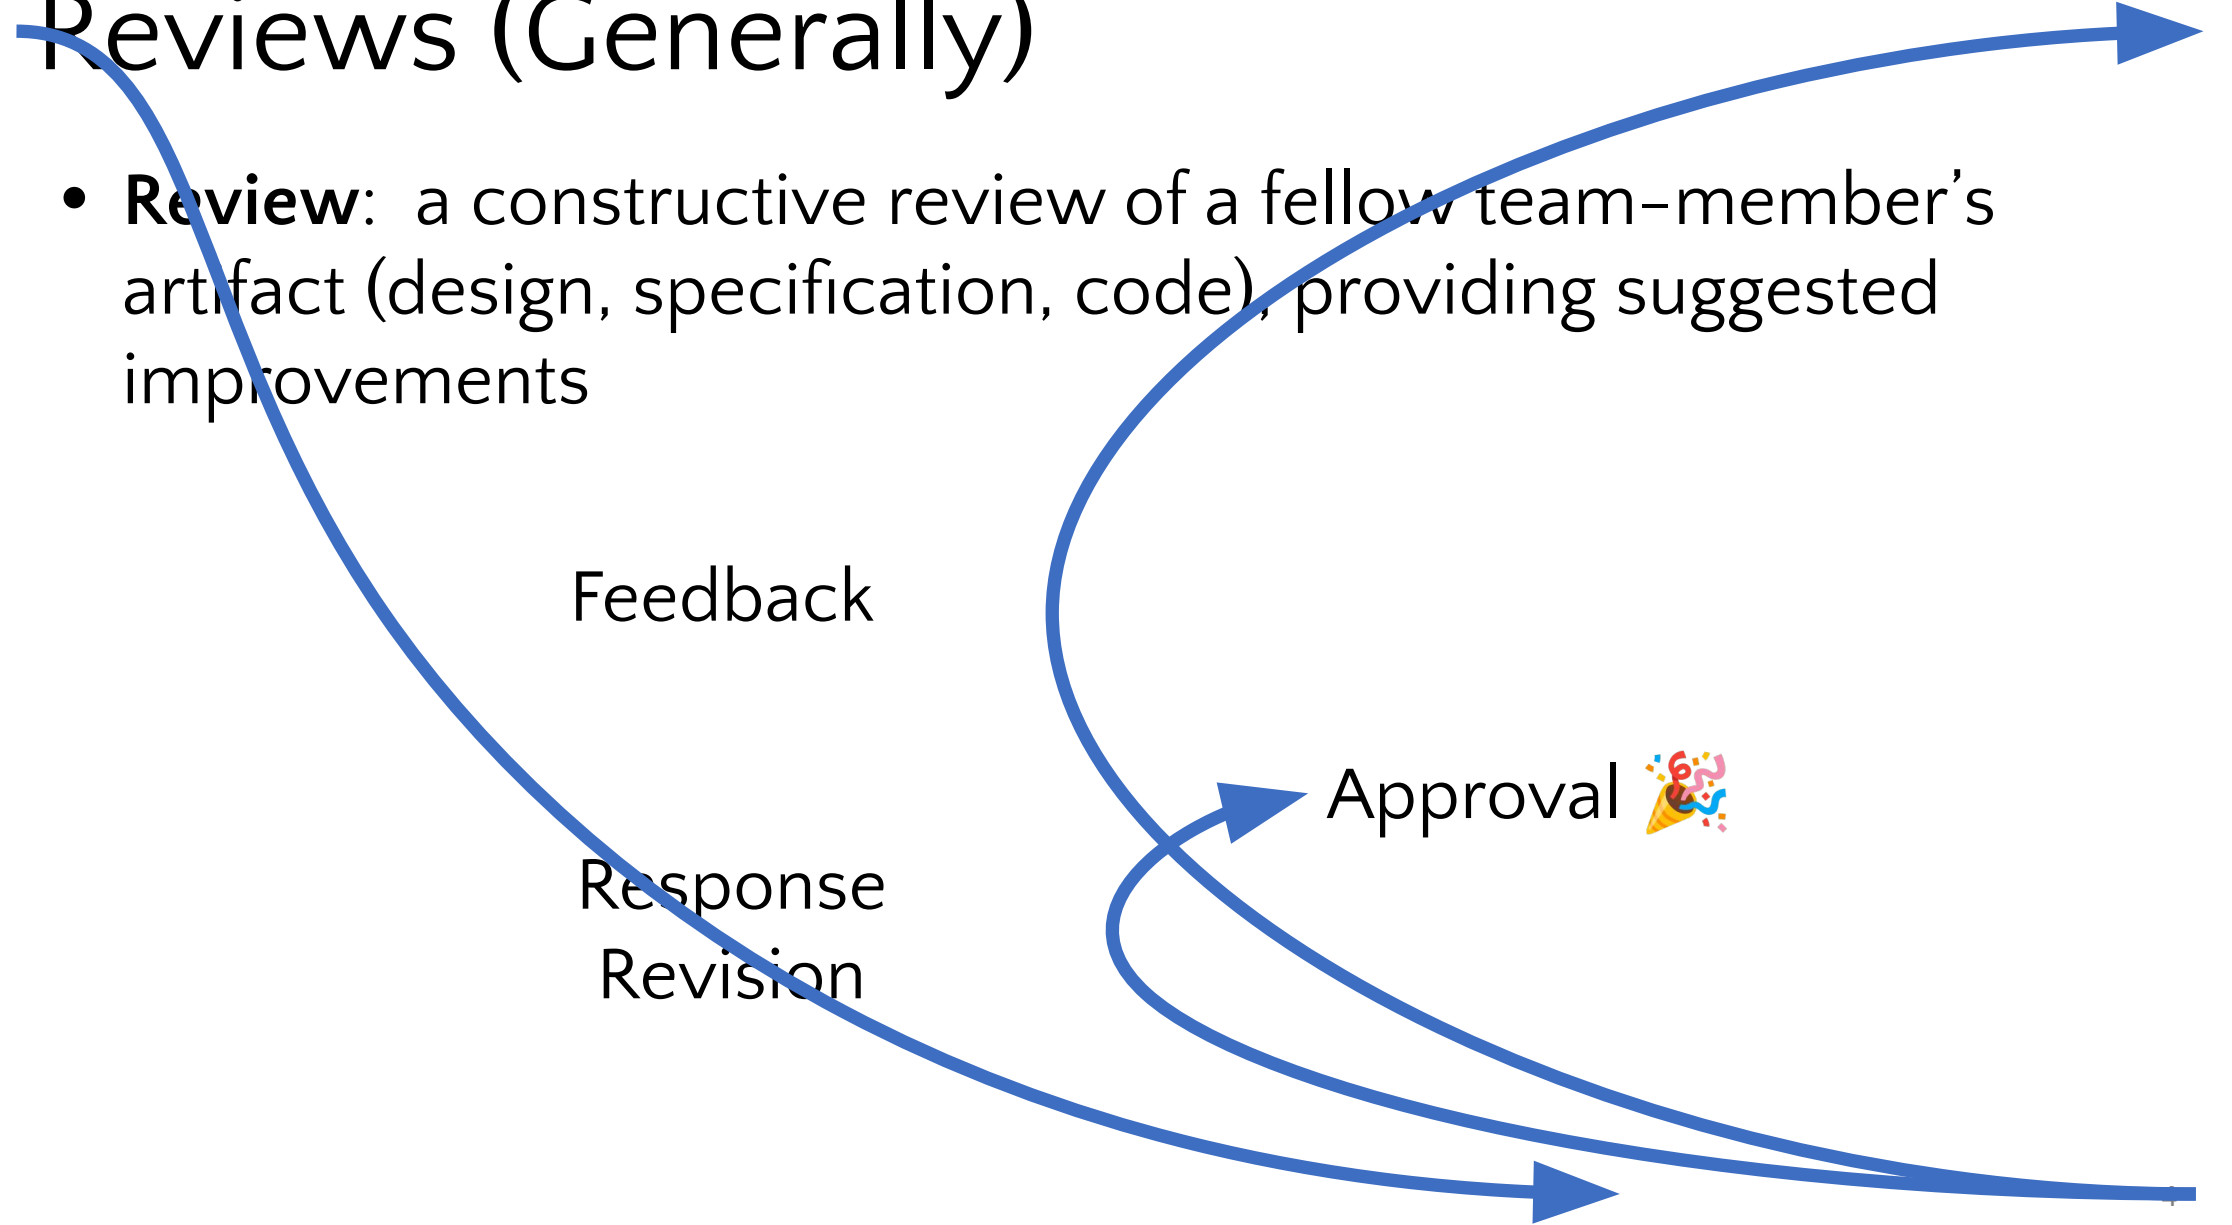 Reviews (Generally)
• Review:  a constructive review of a fellow team-member’s
artifact (design, specification, code), providing suggested
improvements
Feedback
Approval 🎉
Response
Revision